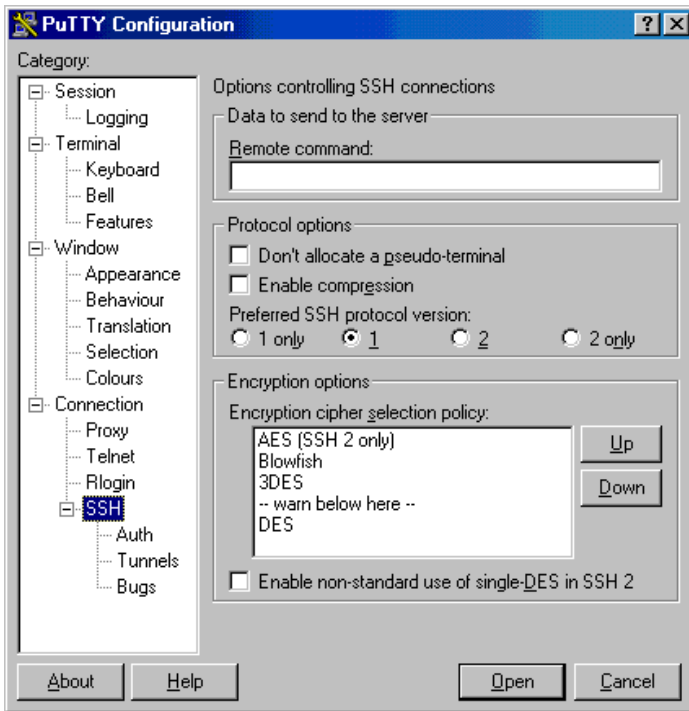 PuTTY Configuration
Category:
Session
Logging
Terminal
Keyboard
Bell
Features
Window
Appearance
Behaviour
Translation
Selection
Colours
Connection
Proxy
Telnet
Rlogin
SSH
Auth
Tunnels
Bugs
Options controlling SSH connections
Data to send to the server
Remote command:
Protocol options
Don't allocate a pseudo-terminal
Enable compression
Preferred SSH protocol version:
1 only 1 2 2 only
Encryption options
Encryption cipher selection policy:
AES (SSH 2 only)
Blowfish
3DES
-- warn below here --
DES
Up
Down
Enable non-standard use of single-DES in SSH 2
About Help Open Cancel